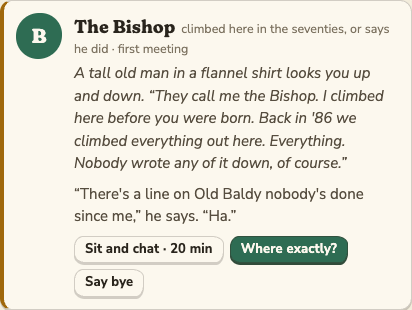 B
The Bishop climbed here in the seventies, or says
he did · first meeting
A tall old man in a flannel shirt looks you up
and down. “They call me the Bishop. I climbed
here before you were born. Back in '86 we
climbed everything out here. Everything.
Nobody wrote any of it down, of course.”
“There's a line on Old Baldy nobody's done
since me,” he says. “Ha.”
Sit and chat · 20 min Where exactly?
Say bye